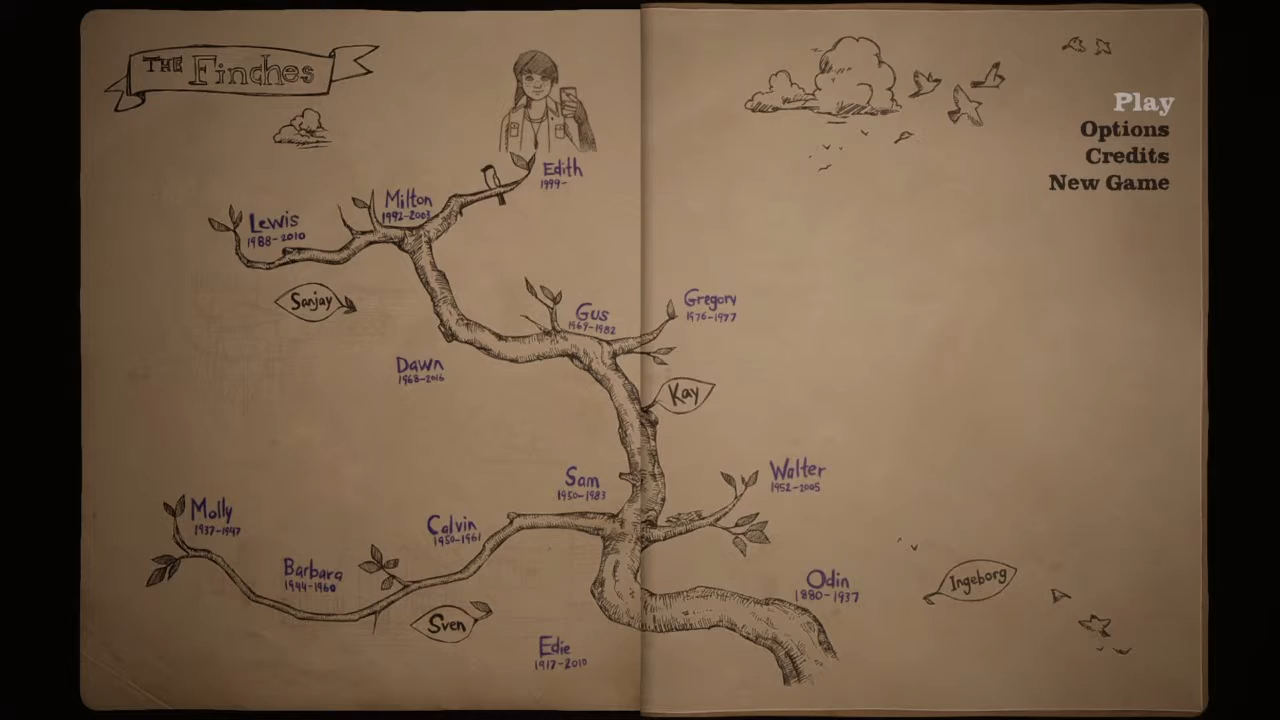 THE Finches
Play
Options
Credits
New Game
Edith
1999-
Milton
1992-2003
Lewis
1988-2010
Sanjay
Gus
1969-1982
Gregory
1976-1977
Dawn
1968-2016
Kay
Sam
1950-1983
Walter
1952-2005
Molly
1937-1947
Calvin
1950-1961
Barbara
1944-1960
Sven
Odin
1880-1937
Ingeborg
Edie
1917-2010